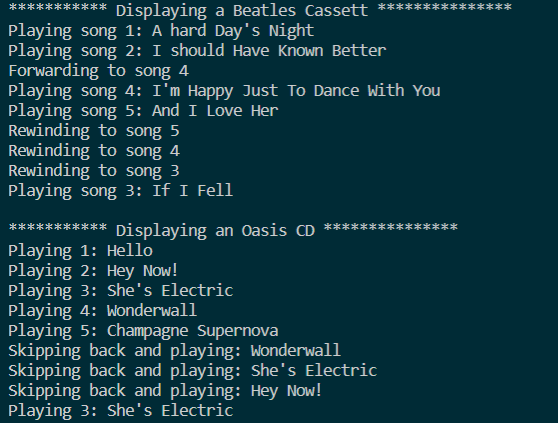 *********** Displaying a Beatles Cassett ***************
Playing song 1: A hard Day's Night
Playing song 2: I should Have Known Better
Forwarding to song 4
Playing song 4: I'm Happy Just To Dance With You
Playing song 5: And I Love Her
Rewinding to song 5
Rewinding to song 4
Rewinding to song 3
Playing song 3: If I Fell

*********** Displaying an Oasis CD ***************
Playing 1: Hello
Playing 2: Hey Now!
Playing 3: She's Electric
Playing 4: Wonderwall
Playing 5: Champagne Supernova
Skipping back and playing: Wonderwall
Skipping back and playing: She's Electric
Skipping back and playing: Hey Now!
Playing 3: She's Electric